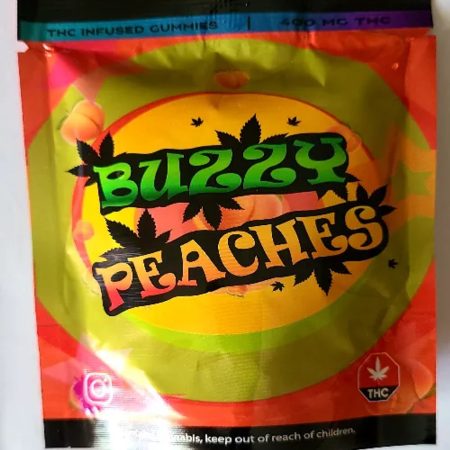 THC INFUSED GUMMIES | 400 MG THC
BUZZY
PEACHES
C
THC
keep out of reach of children.